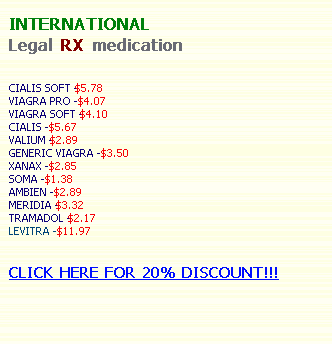 INTERNATIONAL
Legal RX medication
CIALIS SOFT $5.78
VIAGRA PRO -$4.07
VIAGRA SOFT $4.10
CIALIS -$5.67
VALIUM $2.89
GENERIC VIAGRA -$3.50
XANAX -$2.85
SOMA -$1.38
AMBIEN -$2.89
MERIDIA $3.32
TRAMADOL $2.17
LEVITRA -$11.97
CLICK HERE FOR 20% DISCOUNT!!!